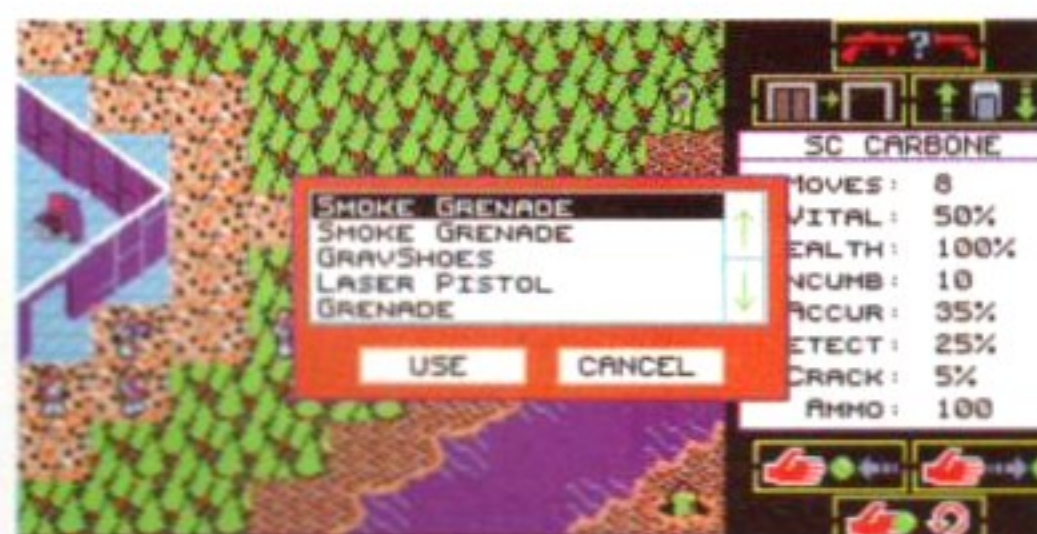 ?
SC CARBONE
SMOKE GRENADE
SMOKE GRENADE
GRAVSHOES
LASER PISTOL
GRENADE
USE CANCEL
MOVES: 8
VITAL: 50%
EALTH: 100%
NCUMB: 10
ACCUR: 35%
ETECT: 25%
CRACK: 5%
AMMO: 100